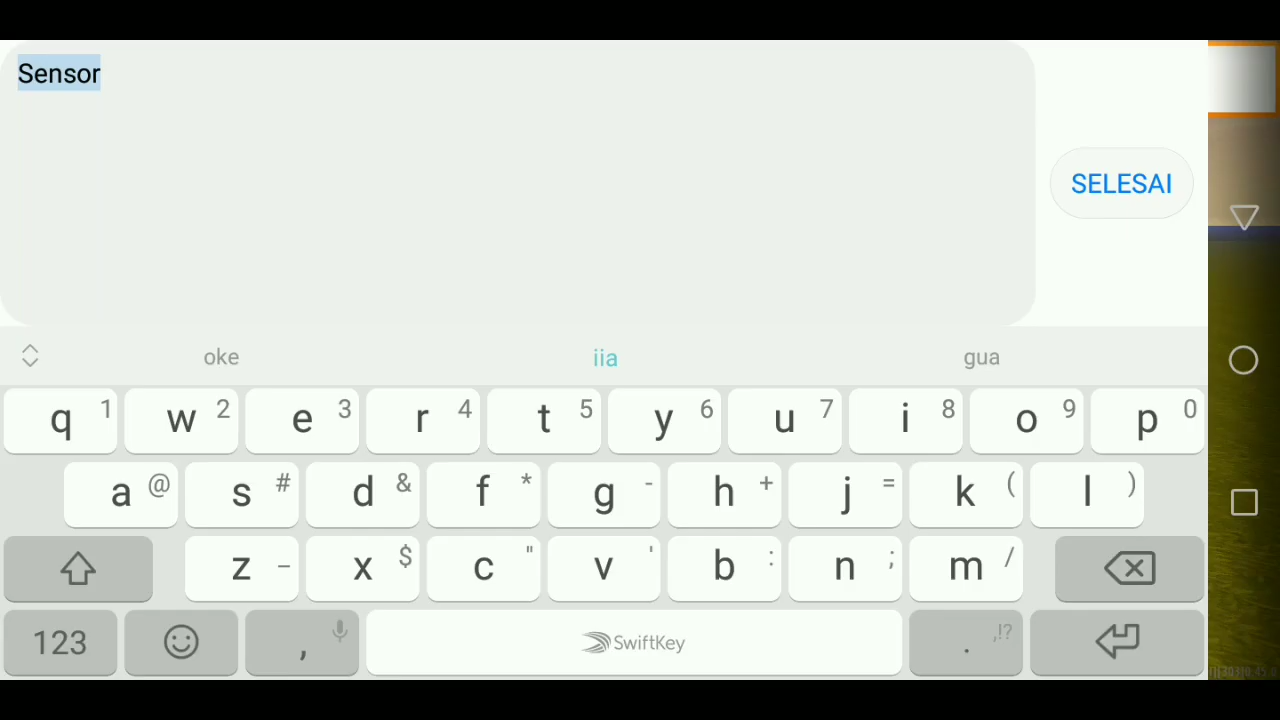 Sensor
SELESAI
oke iia gua
q 1 w 2 e 3 r 4 t 5 y 6 u 7 i 8 o 9 p 0
a @ s # d & f * g - h + j = k ( l )
z _ x $ c " v ' b : n ; m /
123 , SwiftKey . ,!?